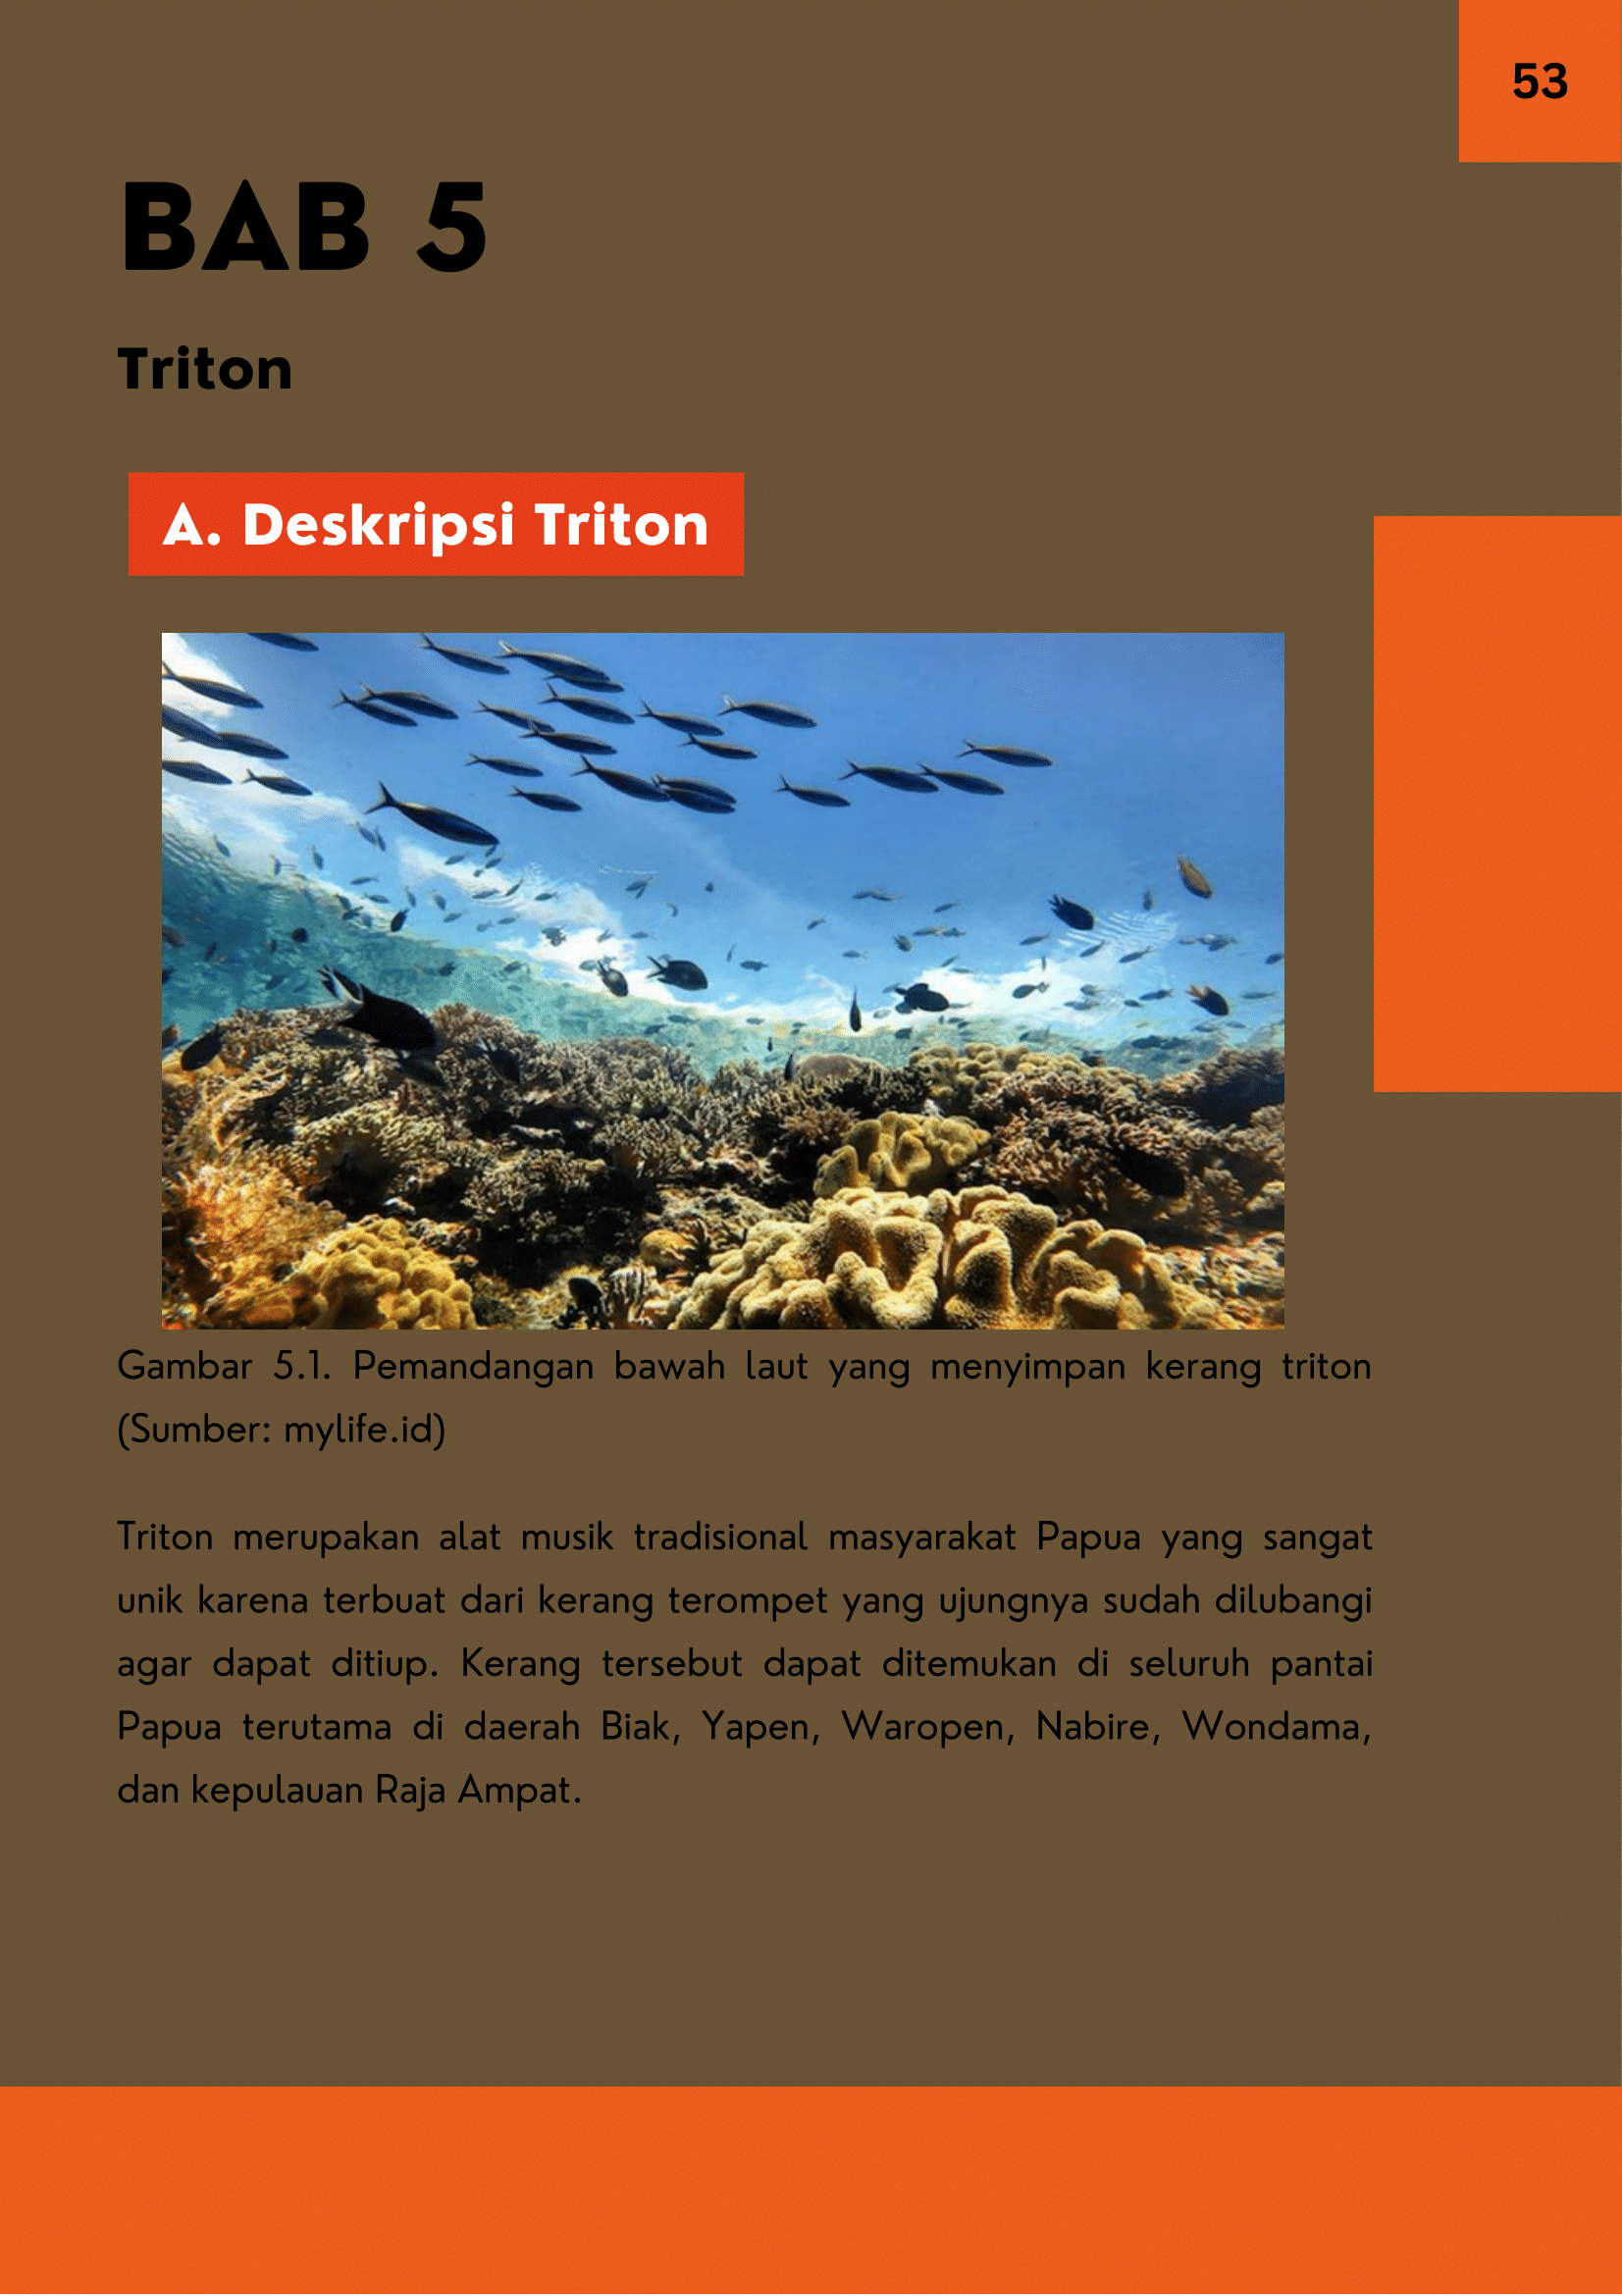 53
BAB 5
Triton
A. Deskripsi Triton
Gambar 5.1. Pemandangan bawah laut yang menyimpan kerang triton
(Sumber: mylife.id)
Triton merupakan alat musik tradisional masyarakat Papua yang sangat
unik karena terbuat dari kerang terompet yang ujungnya sudah dilubangi
agar dapat ditiup. Kerang tersebut dapat ditemukan di seluruh pantai
Papua terutama di daerah Biak, Yapen, Waropen, Nabire, Wondama,
dan kepulauan Raja Ampat.